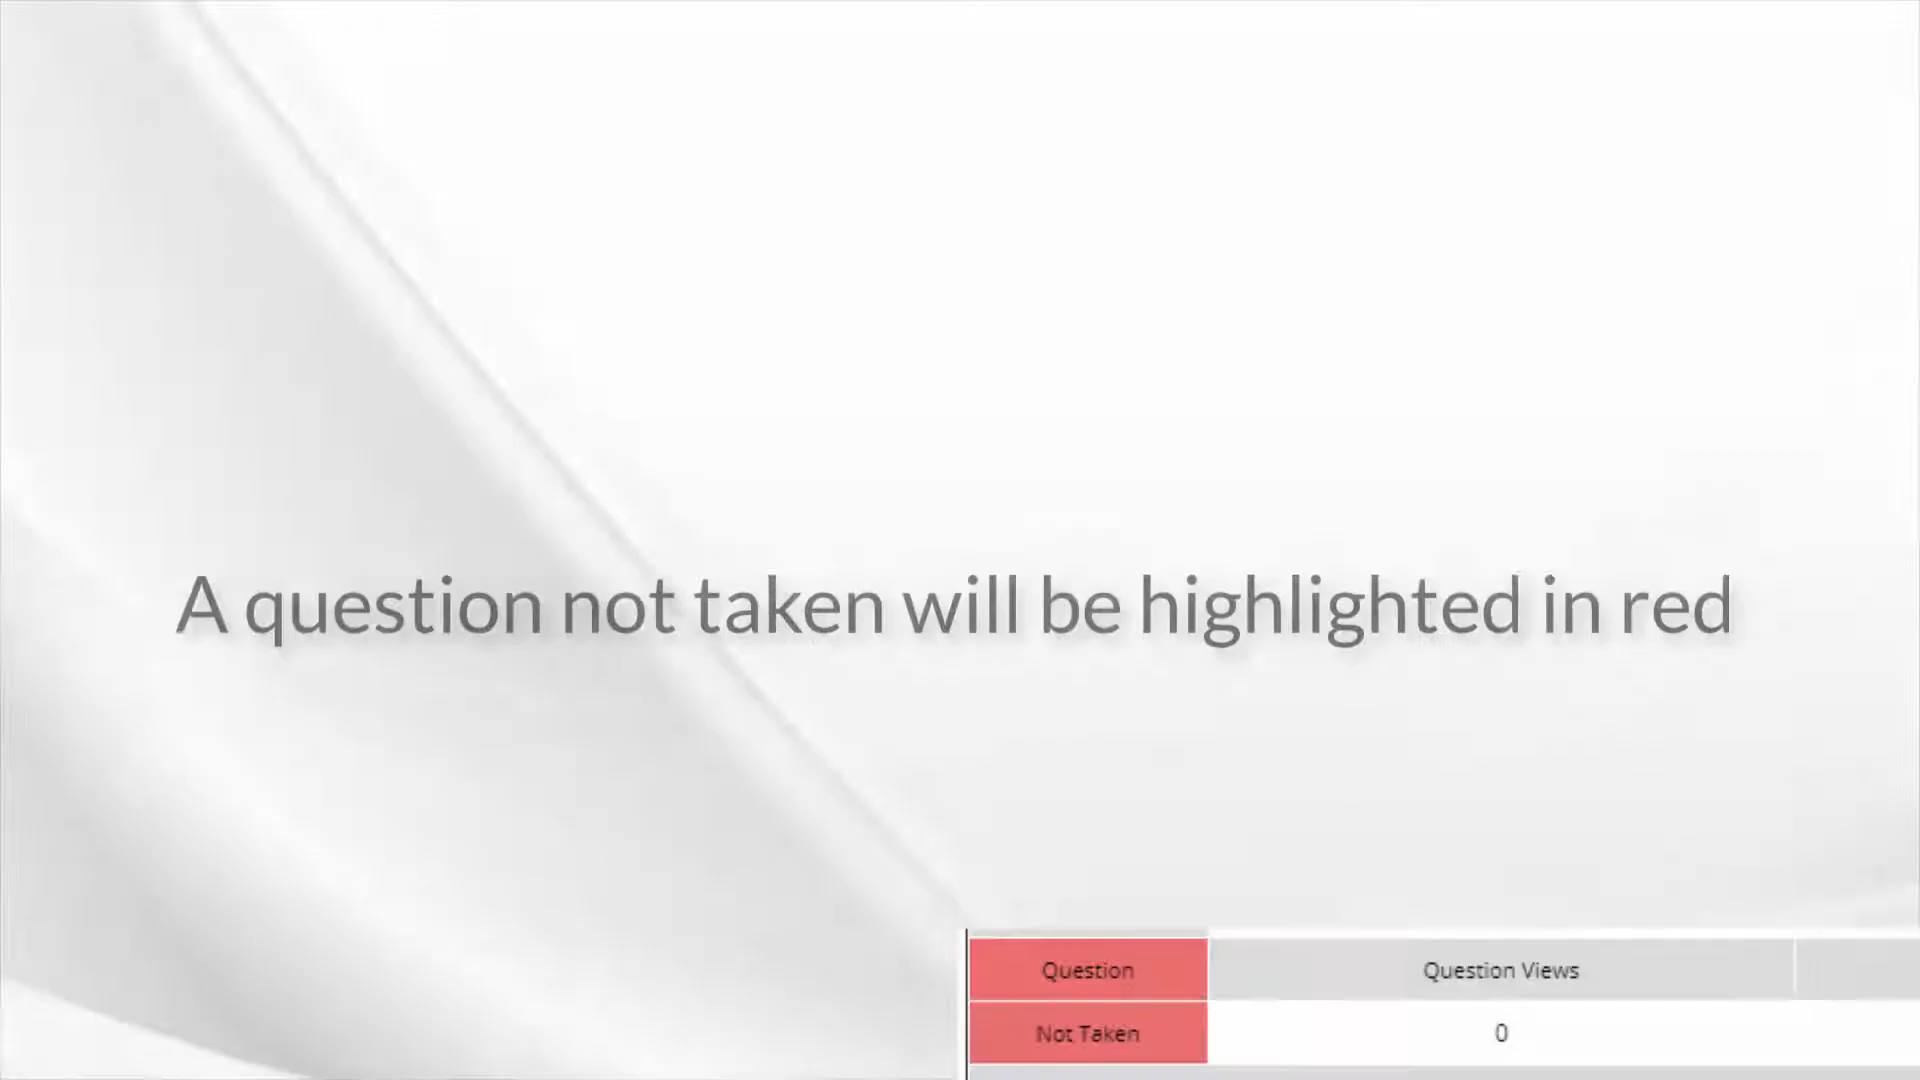 A question not taken will be highlighted in red
Question Question Views
Not Taken 0